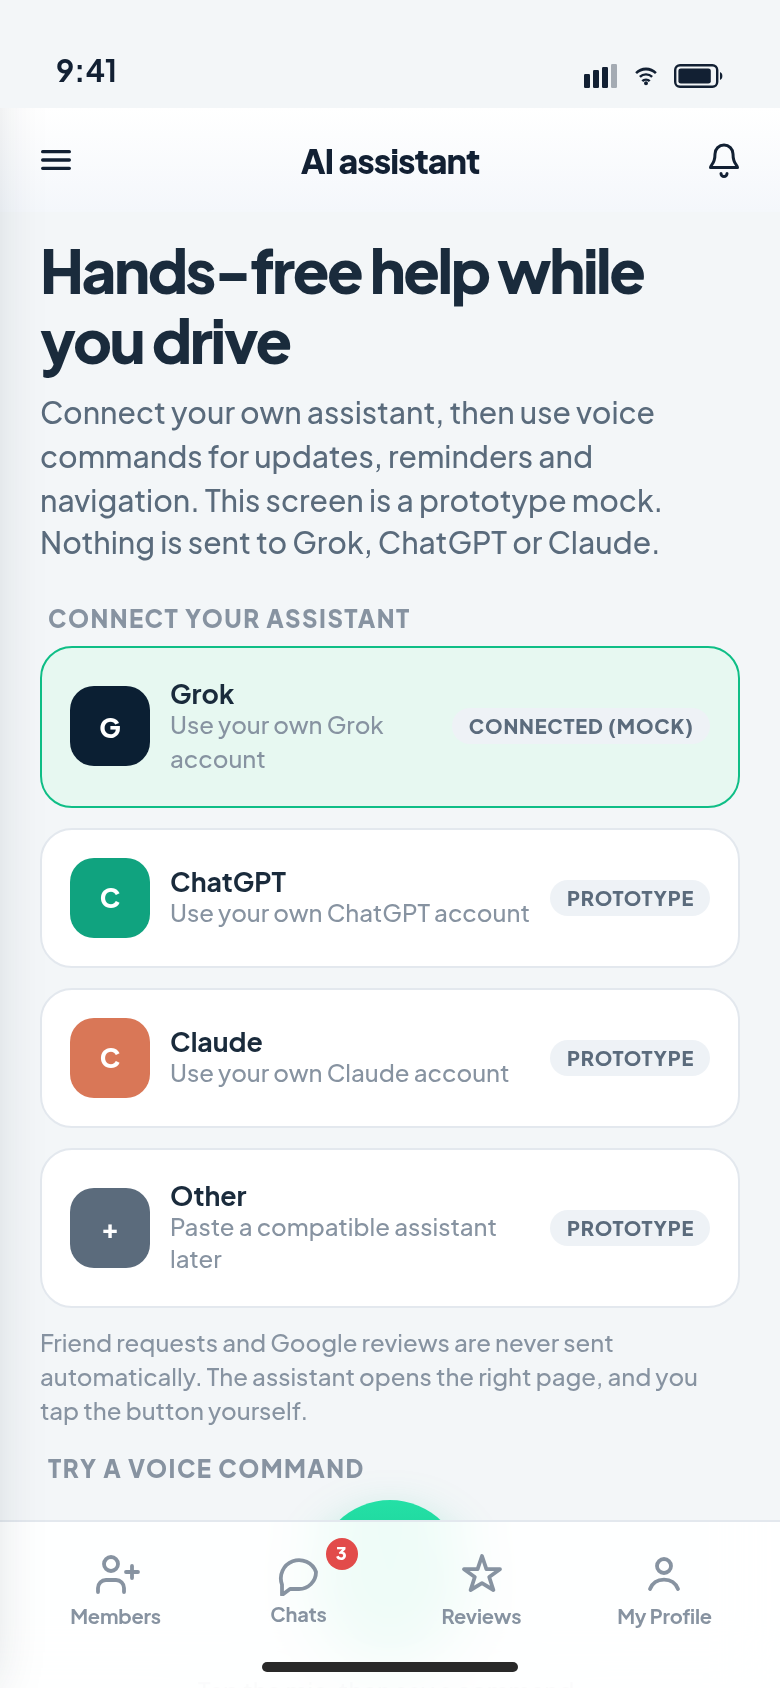 9:41
AI assistant
Hands-free help while
you drive
Connect your own assistant, then use voice
commands for updates, reminders and
navigation. This screen is a prototype mock.
Nothing is sent to Grok, ChatGPT or Claude.
CONNECT YOUR ASSISTANT
G
Grok
Use your own Grok
account
CONNECTED (MOCK)
C
ChatGPT
Use your own ChatGPT account
PROTOTYPE
C
Claude
Use your own Claude account
PROTOTYPE
+
Other
Paste a compatible assistant
later
PROTOTYPE
Friend requests and Google reviews are never sent
automatically. The assistant opens the right page, and you
tap the button yourself.
TRY A VOICE COMMAND
3
Members
Chats
Reviews
My Profile